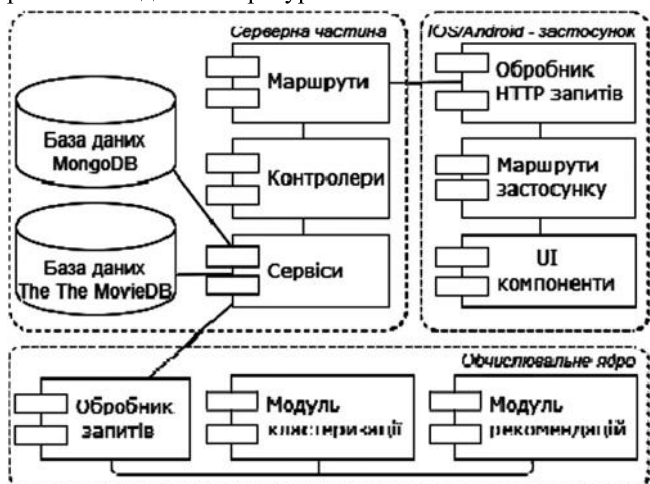 Серверна частина
IOS/Android - застосунок
Маршрути
Обробник
HTTP запитів
База даних
MongoDB
Контролери
Маршрути
застосунку
База даних
The The MovieDB
Сервіси
UI
компоненти
Обчислювальне ядро
Обробник
запитів
Модуль
кластеризації
Модуль
рекомендацій